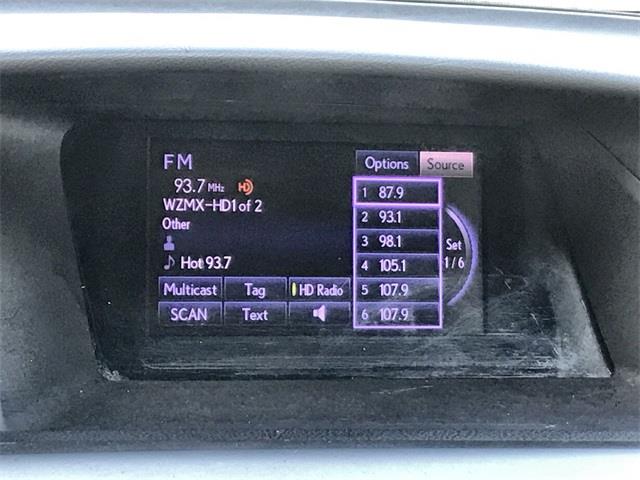 FM
Options
Source
93.7 MHz HD
WZMX-HD1 of 2
Other
Hot 93.7
1 87.9
2 93.1
3 98.1
4 105.1
5 107.9
6 107.9
Set
1/6
Multicast
Tag
HD Radio
SCAN
Text